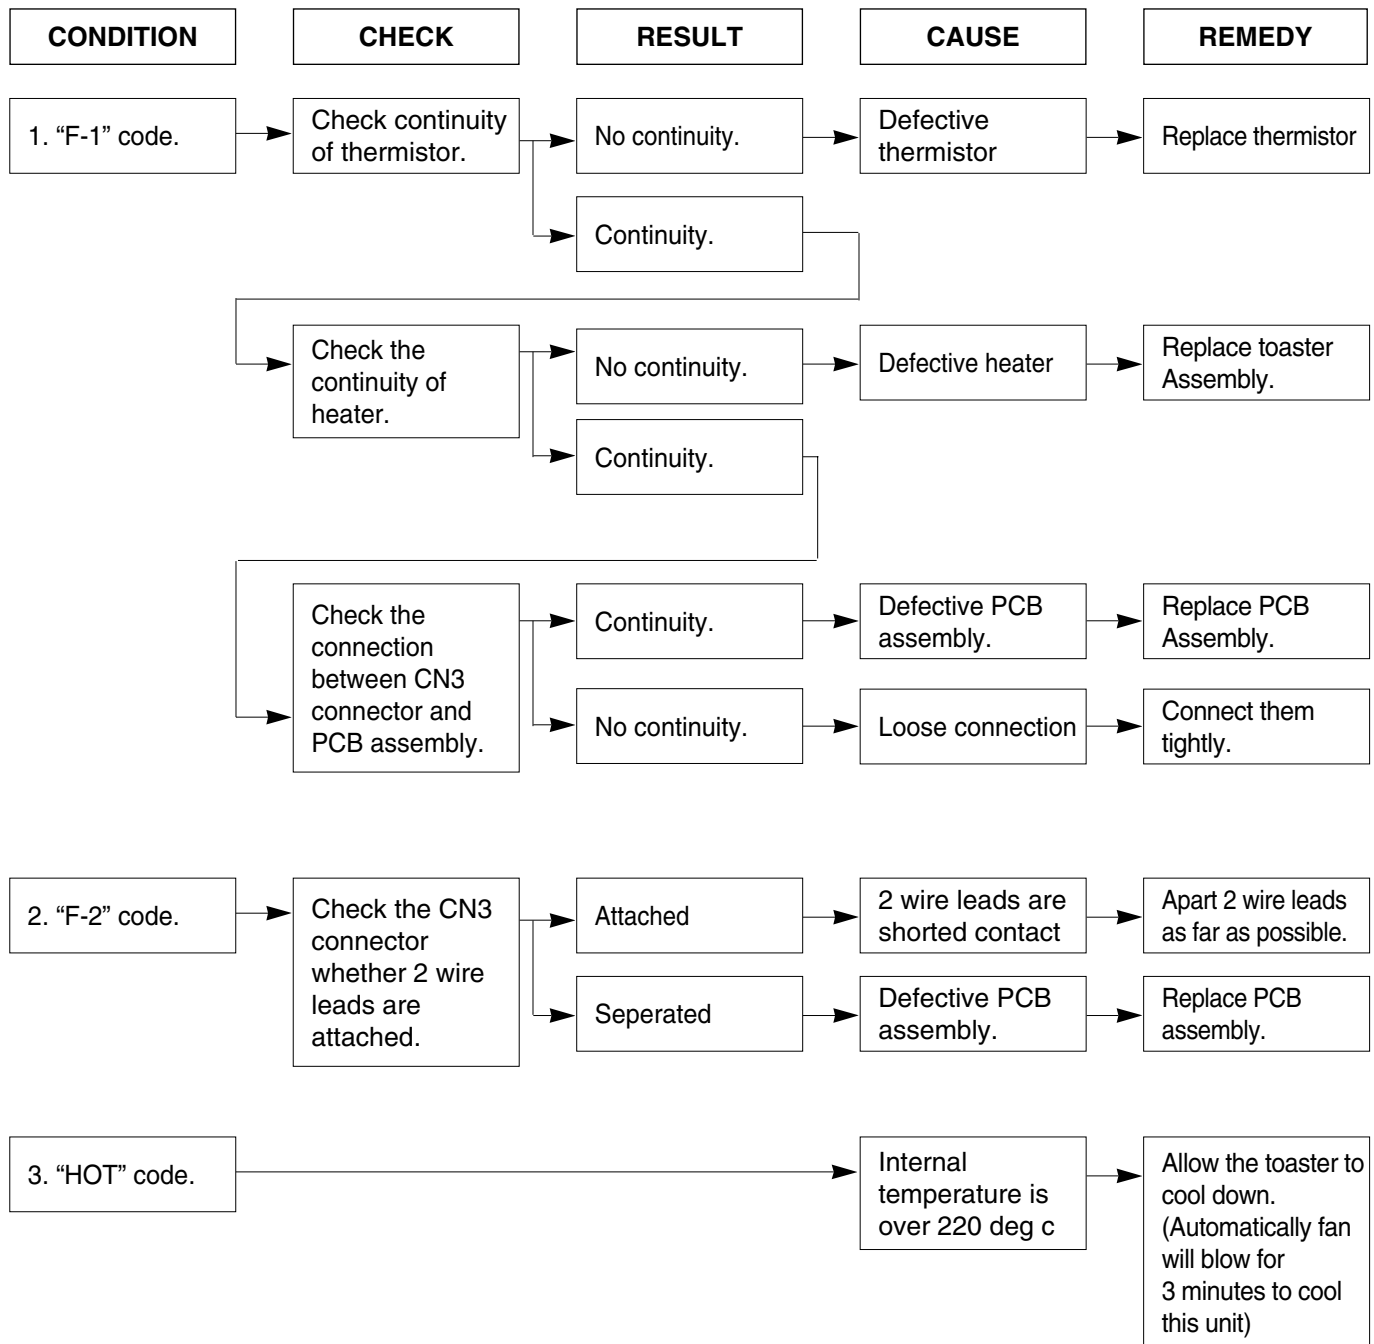 CONDITION
CHECK
RESULT
CAUSE
REMEDY
1. “F-1” code.
Check continuity
of thermistor.
No continuity.
Defective
thermistor
Replace thermistor
Continuity.
Check the
continuity of
heater.
No continuity.
Defective heater
Replace toaster
Assembly.
Continuity.
Check the
connection
between CN3
connector and
PCB assembly.
Continuity.
Defective PCB
assembly.
Replace PCB
Assembly.
No continuity.
Loose connection
Connect them
tightly.
2. “F-2” code.
Check the CN3
connector
whether 2 wire
leads are
attached.
Attached
2 wire leads are
shorted contact
Apart 2 wire leads
as far as possible.
Seperated
Defective PCB
assembly.
Replace PCB
assembly.
3. “HOT” code.
Internal
temperature is
over 220 deg c
Allow the toaster to
cool down.
(Automatically fan
will blow for
3 minutes to cool
this unit)